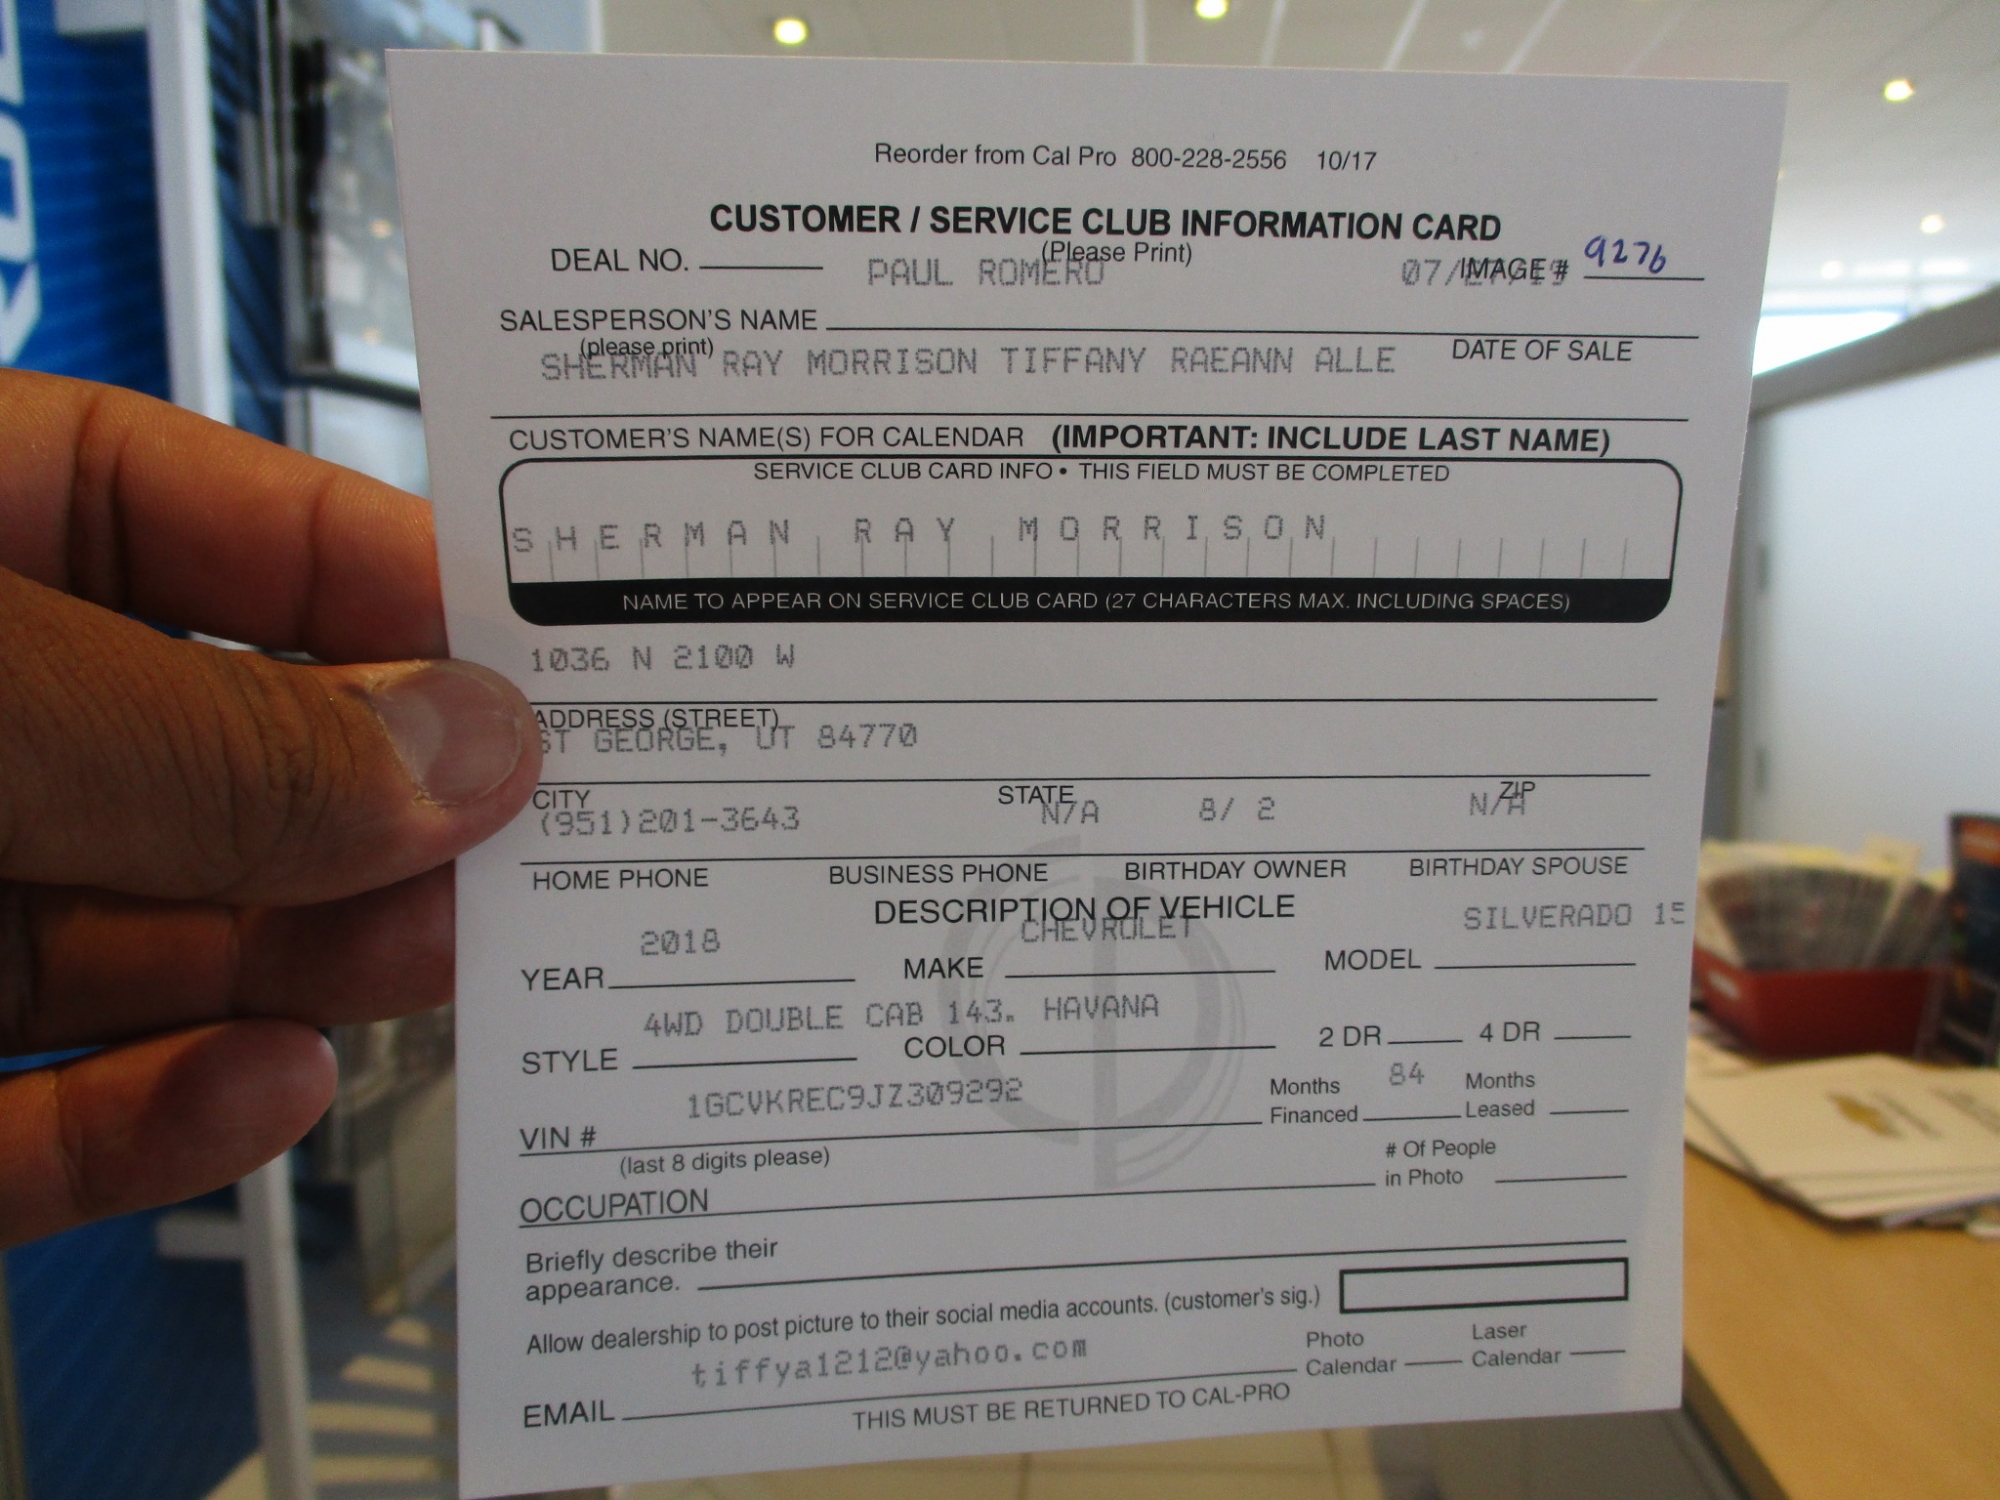 Reorder from Cal Pro 800-228-2556 10/17
CUSTOMER / SERVICE CLUB INFORMATION CARD
(Please Print)
DEAL NO. PAUL ROMERO IMAGE # 9276
SALESPERSON'S NAME
(please print) DATE OF SALE
SHERMAN RAY MORRISON TIFFANY RAEANN ALLE
CUSTOMER'S NAME(S) FOR CALENDAR (IMPORTANT: INCLUDE LAST NAME)
SERVICE CLUB CARD INFO • THIS FIELD MUST BE COMPLETED
SHERMAN RAY MORRISON
NAME TO APPEAR ON SERVICE CLUB CARD (27 CHARACTERS MAX. INCLUDING SPACES)
1036 N 2100 W
ADDRESS (STREET)
ST GEORGE, UT 84770
CITY STATE ZIP
(951)201-3643 N/A 8/ 2 N/A
HOME PHONE BUSINESS PHONE BIRTHDAY OWNER BIRTHDAY SPOUSE
DESCRIPTION OF VEHICLE
2018 CHEVROLET SILVERADO 15
YEAR MAKE MODEL
4WD DOUBLE CAB 143. HAVANA
STYLE COLOR 2 DR 4 DR
1GCVKREC9JZ309292 Months 84 Months
VIN # Financed Leased
(last 8 digits please) # Of People
OCCUPATION in Photo
Briefly describe their
appearance.
Allow dealership to post picture to their social media accounts. (customer's sig.)
tiffya1212@yahoo.com Photo Laser
EMAIL Calendar Calendar
THIS MUST BE RETURNED TO CAL-PRO